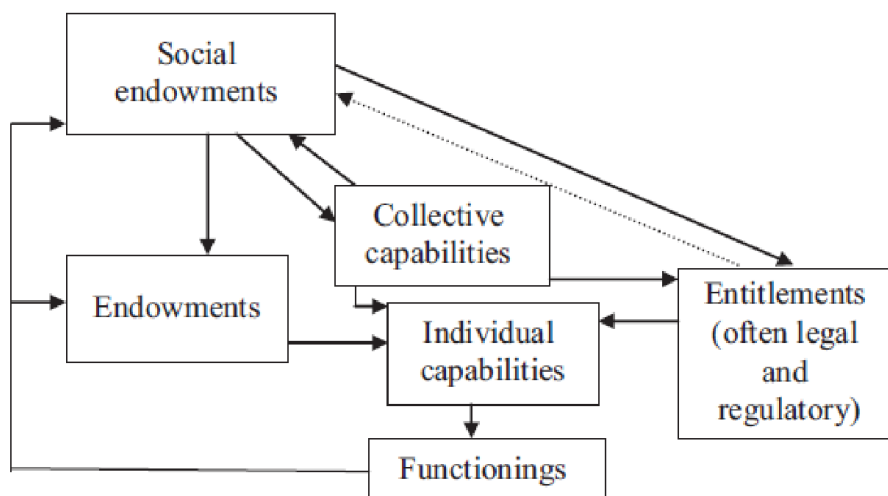 Social
endowments
Collective
capabilities
Endowments
Entitlements
(often legal
and
regulatory)
Individual
capabilities
Functionings